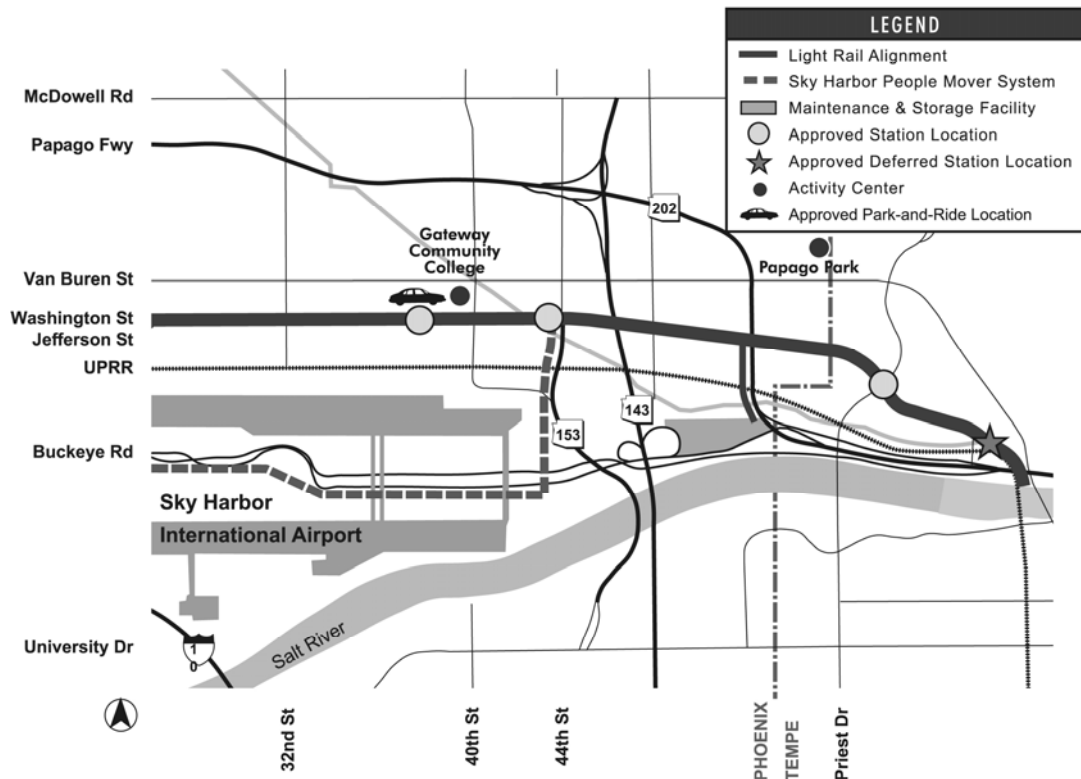 LEGEND
Light Rail Alignment
Sky Harbor People Mover System
Maintenance & Storage Facility
Approved Station Location
Approved Deferred Station Location
Activity Center
Approved Park-and-Ride Location
McDowell Rd
Papago Fwy
202
Gateway
Community
College
Papago Park
Van Buren St
Washington St
Jefferson St
UPRR
143
153
Buckeye Rd
Sky Harbor
International Airport
University Dr
1
0
Salt River
32nd St
40th St
44th St
PHOENIX
TEMPE
Priest Dr